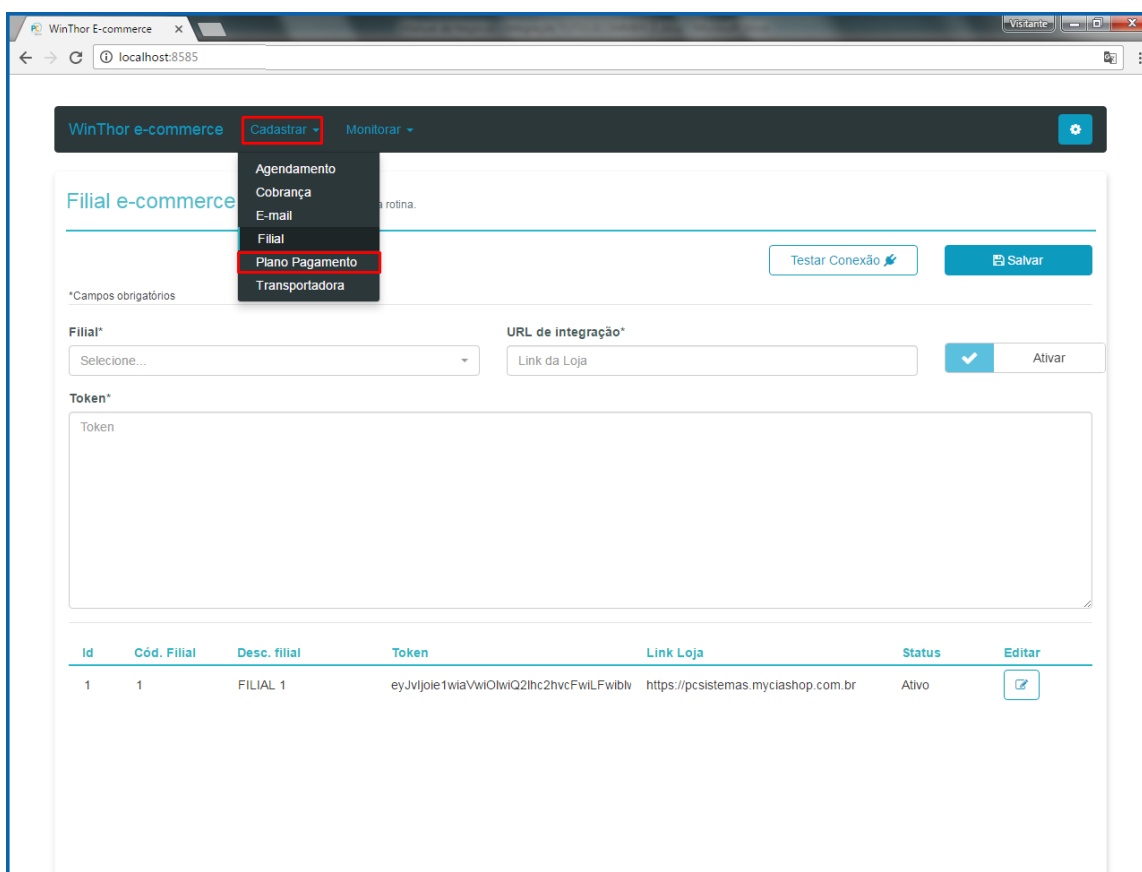 WinThor E-commerce
Visitante
localhost:8585
WinThor e-commerce Cadastrar Monitorar
Agendamento
Cobrança
E-mail
Filial
Plano Pagamento
Transportadora
Filial e-commerce
rotina.
Testar Conexão
Salvar
*Campos obrigatórios
Filial*
URL de integração*
Selecione...
Link da Loja
Ativar
Token*
Token
Id Cód. Filial Desc. filial Token Link Loja Status Editar
1 1 FILIAL 1 https://pcsistemas.myciashop.com.br Ativo